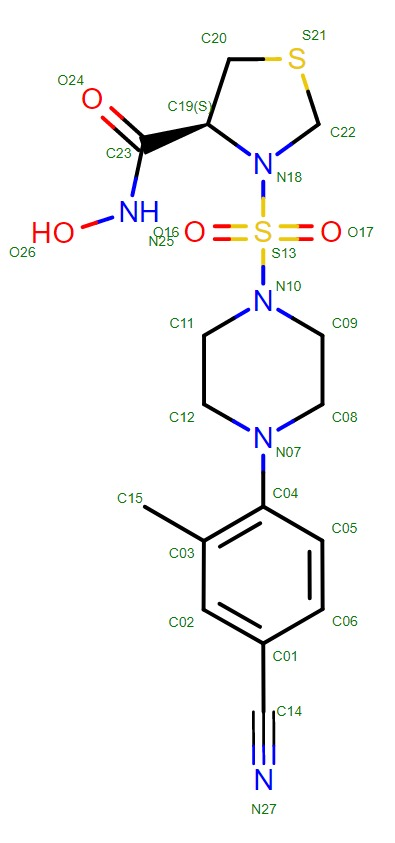 S21
C20
S
O24
O
C19(S)
C22
C23
N
N18
NH
HO
O26
N25
O16
O
S
O
O17
S13
N10
N
C11
C09
C12
C08
N
N07
C04
C15
C05
C03
C02
C06
C01
C14
N
N27